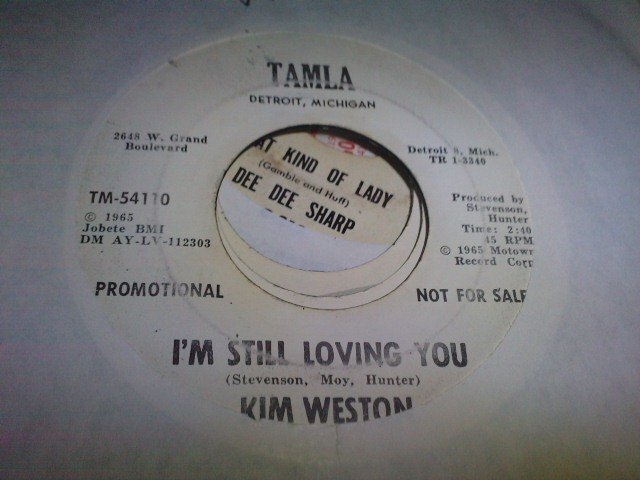 TAMLA
DETROIT, MICHIGAN
2648 W. Grand
Boulevard
Detroit 8, Mich.
TR 1-3340
TM-54110
© 1965
Jobete BMI
DM AY-LV-112303
Produced by
Stevenson,
Hunter
Time: 2:40
45 RPM
© 1965 Motown
Record Corp
PROMOTIONAL
NOT FOR SALE
AT KIND OF LADY
(Gamble and Huff)
DEE DEE SHARP
I'M STILL LOVING YOU
(Stevenson, Moy, Hunter)
KIM WESTON